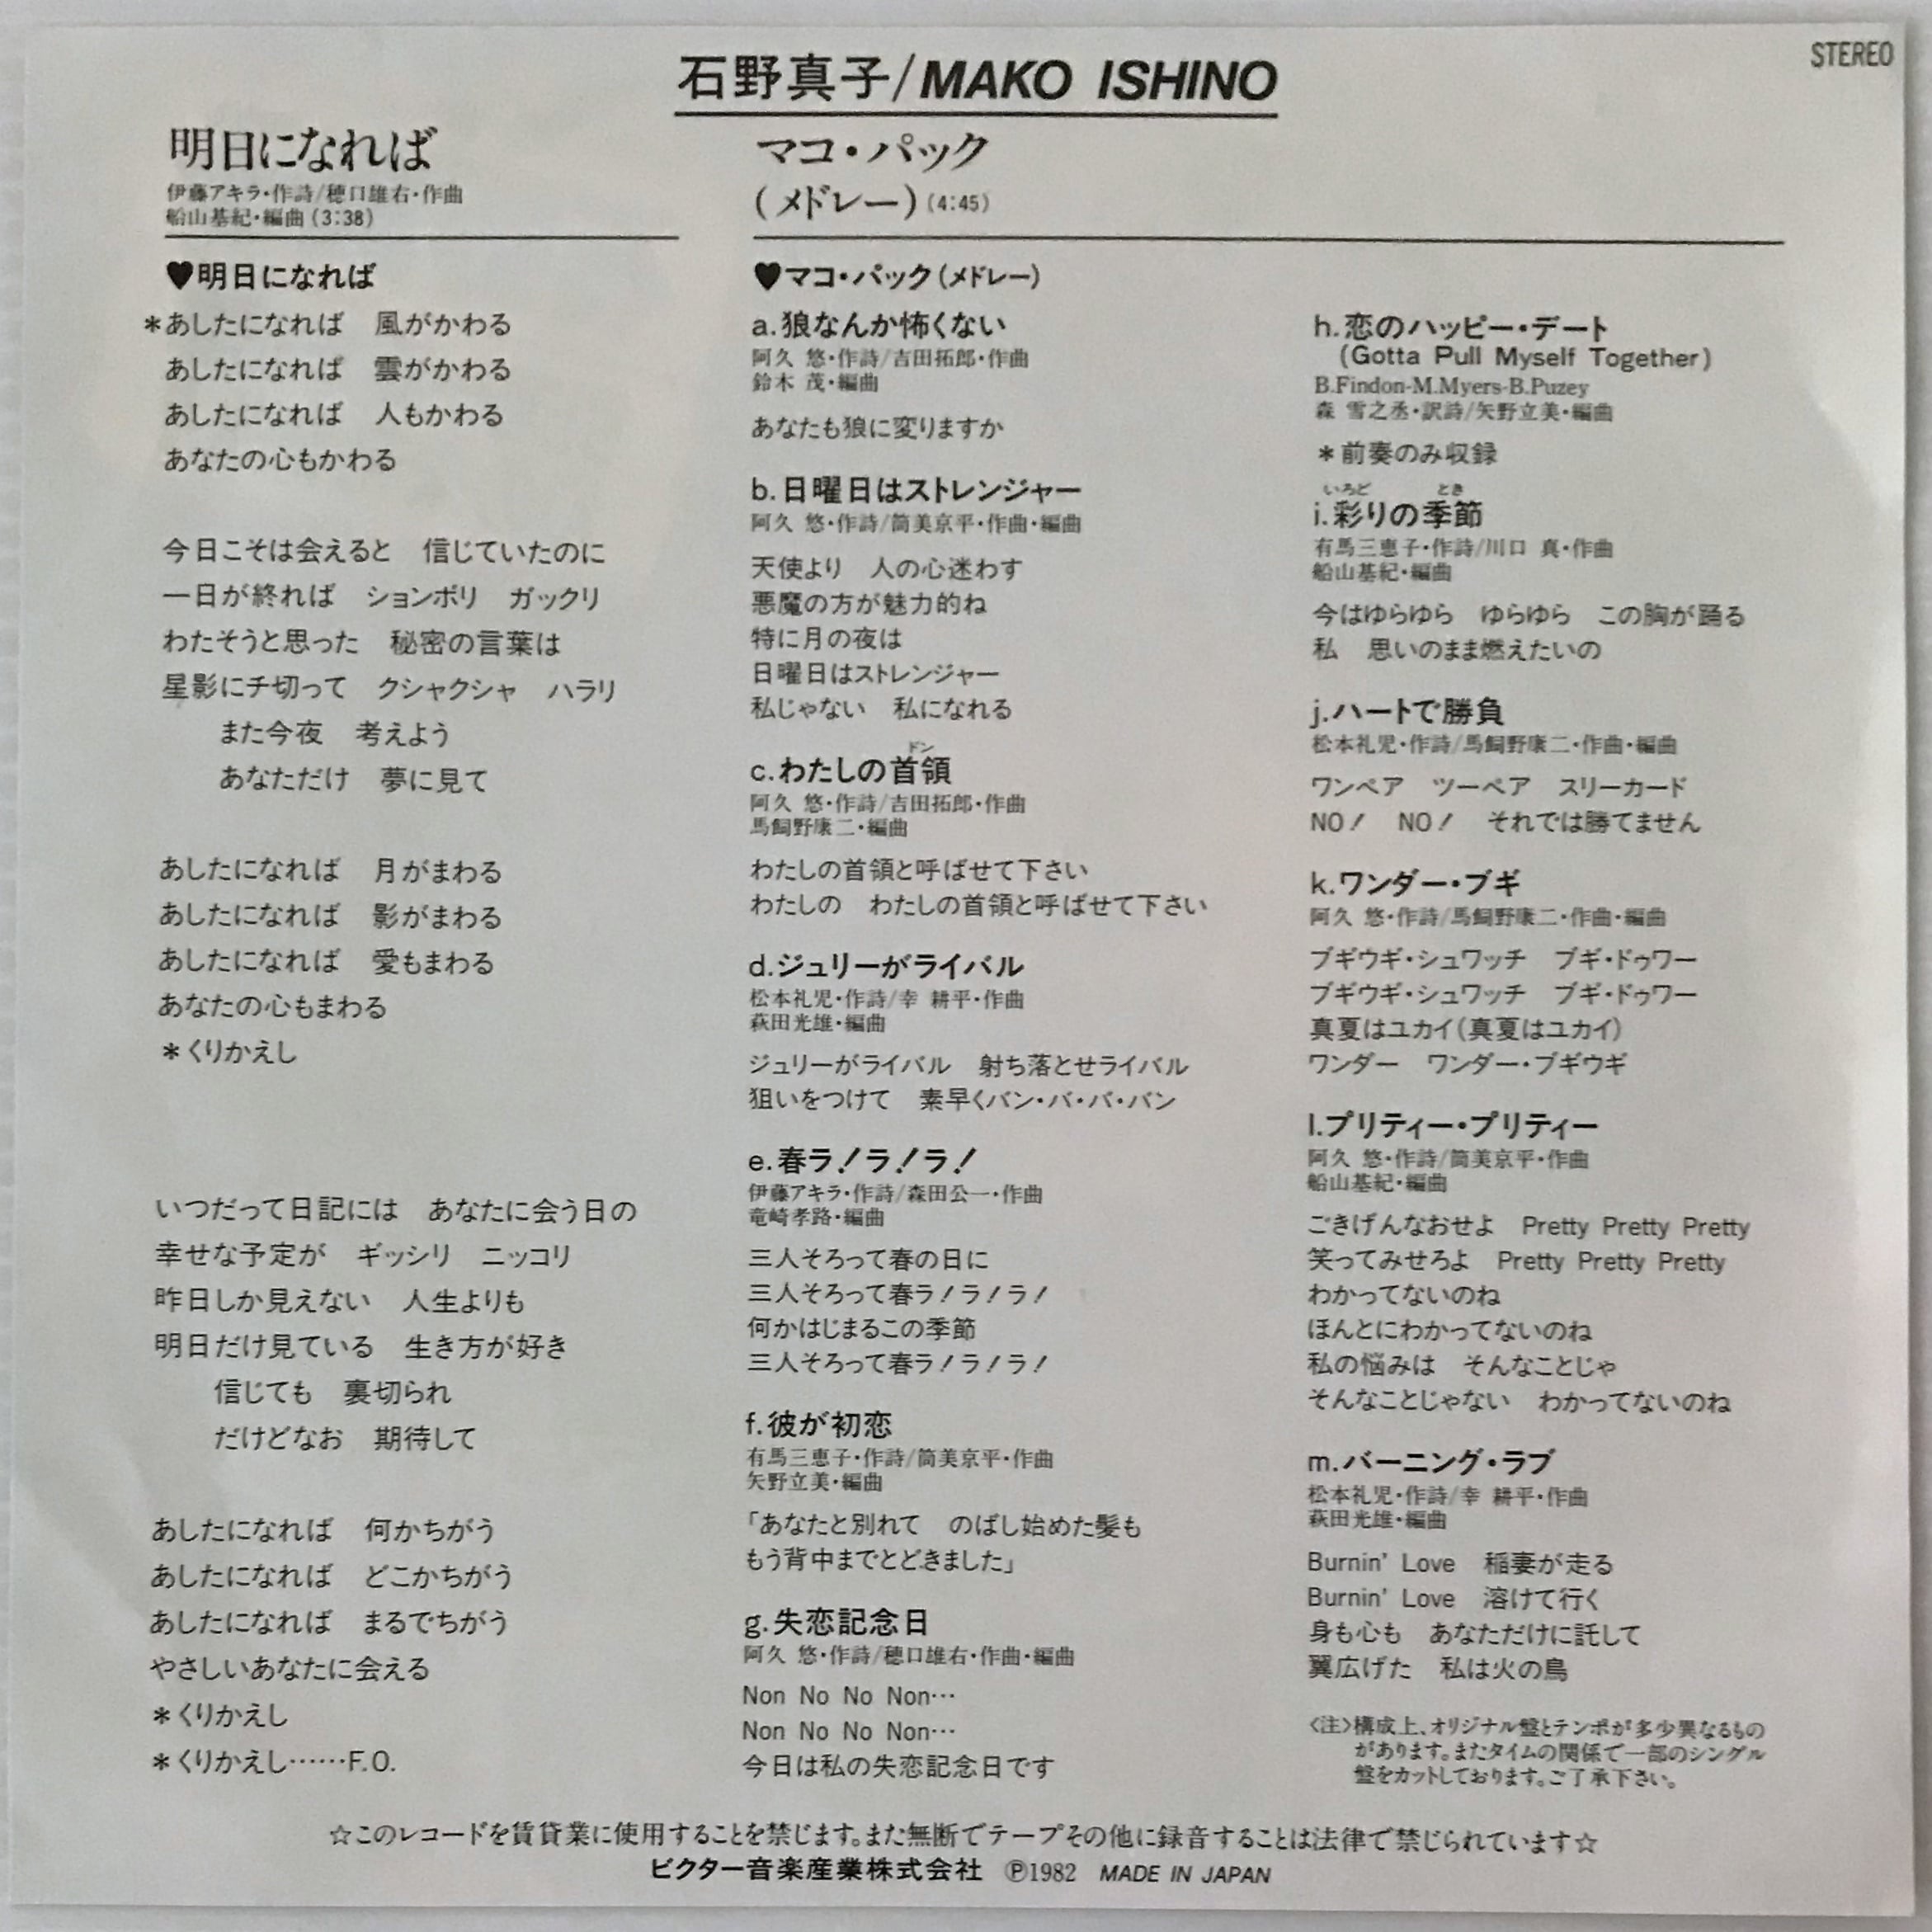 STEREO
石野真子/MAKO ISHINO
明日になれば
伊藤アキラ・作詩/穂口雄右・作曲
船山基紀・編曲(3:38)
♥明日になれば
＊あしたになれば　風がかわる
あしたになれば　雲がかわる
あしたになれば　人もかわる
あなたの心もかわる
今日こそは会えると　信じていたのに
一日が終れば　ションボリ　ガックリ
わたそうと思った　秘密の言葉は
星影にチ切って　クシャクシャ　ハラリ
また今夜　考えよう
あなただけ　夢に見て
あしたになれば　月がまわる
あしたになれば　影がまわる
あしたになれば　愛もまわる
あなたの心もまわる
＊くりかえし
いつだって日記には　あなたに会う日の
幸せな予定が　ギッシリ　ニッコリ
昨日しか見えない　人生よりも
明日だけ見ている　生き方が好き
信じても　裏切られ
だけどなお　期待して
あしたになれば　何かちがう
あしたになれば　どこかちがう
あしたになれば　まるでちがう
やさしいあなたに会える
＊くりかえし
＊くりかえし……F.O.
マコ・パック
(メドレー)(4:45)
♥マコ・パック(メドレー)
a.狼なんか怖くない
阿久 悠・作詩/吉田拓郎・作曲
鈴木 茂・編曲
あなたも狼に変りますか
b.日曜日はストレンジャー
阿久 悠・作詩/筒美京平・作曲・編曲
天使より　人の心迷わす
悪魔の方が魅力的ね
特に月の夜は
日曜日はストレンジャー
私じゃない　私になれる
ドン
c.わたしの首領
阿久 悠・作詩/吉田拓郎・作曲
馬飼野康二・編曲
わたしの首領と呼ばせて下さい
わたしの　わたしの首領と呼ばせて下さい
d.ジュリーがライバル
松本礼児・作詩/幸 耕平・作曲
萩田光雄・編曲
ジュリーがライバル　射ち落とせライバル
狙いをつけて　素早くバン・バ・バ・バン
e.春ラ!ラ!ラ!
伊藤アキラ・作詩/森田公一・作曲
竜崎孝路・編曲
三人そろって春の日に
三人そろって春ラ!ラ!ラ!
何かはじまるこの季節
三人そろって春ラ!ラ!ラ!
f.彼が初恋
有馬三恵子・作詩/筒美京平・作曲
矢野立美・編曲
「あなたと別れて　のばし始めた髪も
もう背中までとどきました」
g.失恋記念日
阿久 悠・作詩/穂口雄右・作曲・編曲
Non No No Non…
Non No No Non…
今日は私の失恋記念日です
h.恋のハッピー・デート
(Gotta Pull Myself Together)
B.Findon-M.Myers-B.Puzey
森 雪之丞・訳詩/矢野立美・編曲
＊前奏のみ収録
いろど　とき
i.彩りの季節
有馬三恵子・作詩/川口 真・作曲
船山基紀・編曲
今はゆらゆら　ゆらゆら　この胸が踊る
私　思いのまま燃えたいの
j.ハートで勝負
松本礼児・作詩/馬飼野康二・作曲・編曲
ワンペア　ツーペア　スリーカード
NO!　NO!　それでは勝てません
k.ワンダー・ブギ
阿久 悠・作詩/馬飼野康二・作曲・編曲
ブギウギ・シュワッチ　ブギ・ドゥワー
ブギウギ・シュワッチ　ブギ・ドゥワー
真夏はユカイ(真夏はユカイ)
ワンダー　ワンダー・ブギウギ
l.プリティー・プリティー
阿久 悠・作詩/筒美京平・作曲
船山基紀・編曲
ごきげんなおせよ　Pretty Pretty Pretty
笑ってみせろよ　Pretty Pretty Pretty
わかってないのね
ほんとにわかってないのね
私の悩みは　そんなことじゃ
そんなことじゃない　わかってないのね
m.バーニング・ラブ
松本礼児・作詩/幸 耕平・作曲
萩田光雄・編曲
Burnin' Love　稲妻が走る
Burnin' Love　溶けて行く
身も心も　あなただけに託して
翼広げた　私は火の鳥
〈注〉構成上、オリジナル盤とテンポが多少異なるもの
があります。またタイムの関係で一部のシングル
盤をカットしております。ご了承下さい。
☆このレコードを賃貸業に使用することを禁じます。また無断でテープその他に録音することは法律で禁じられています☆
ビクター音楽産業株式会社　Ⓟ1982　MADE IN JAPAN